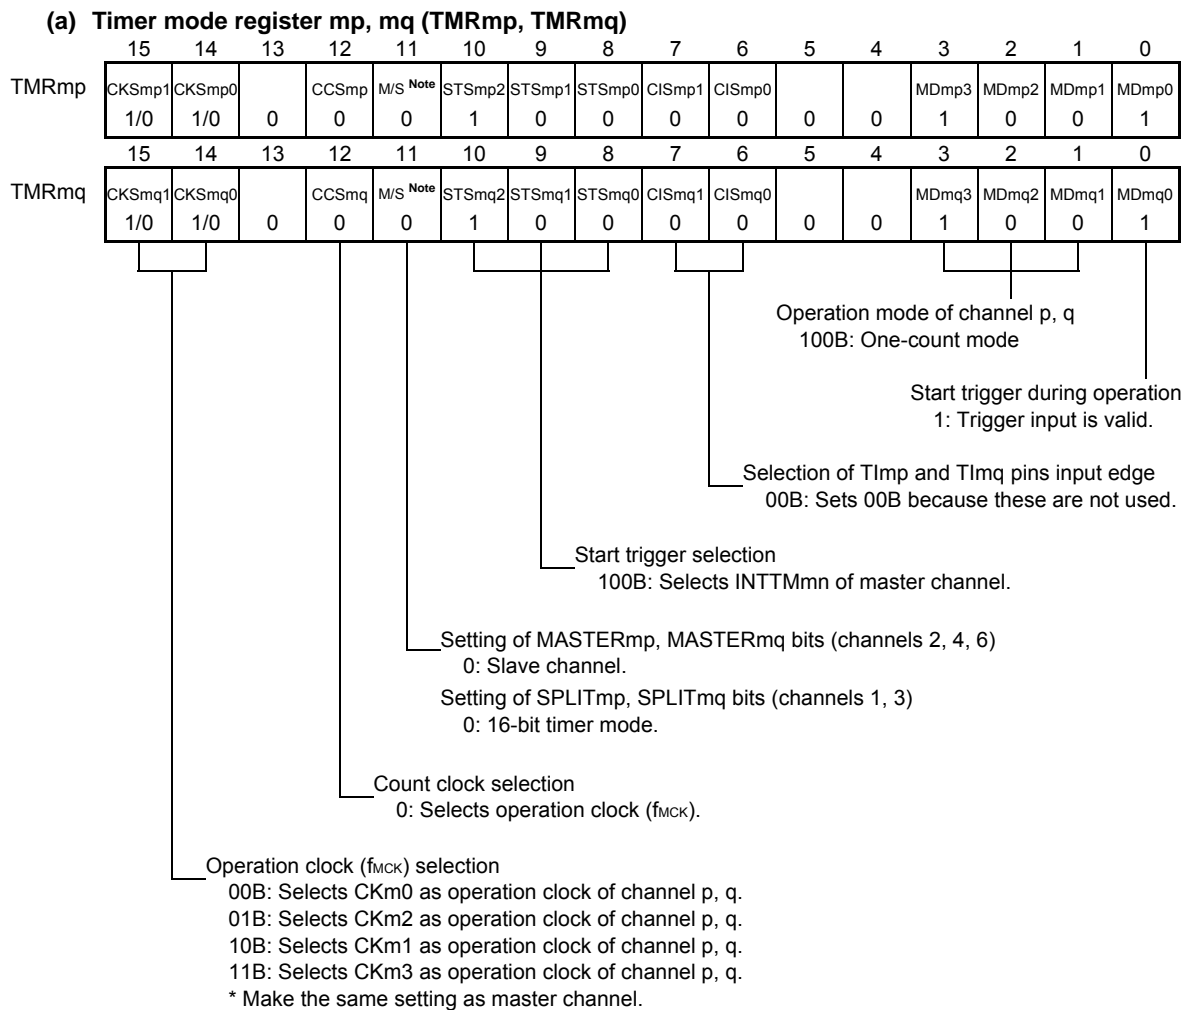 (a) Timer mode register mp, mq (TMRmp, TMRmq)
15 14 13 12 11 10 9 8 7 6 5 4 3 2 1 0
TMRmp CKSmp1 CKSmp0 CCSmp M/S Note STSmp2 STSmp1 STSmp0 CISmp1 CISmp0 MDmp3 MDmp2 MDmp1 MDmp0
1/0 1/0 0 0 0 1 0 0 0 0 0 0 1 0 0 1
15 14 13 12 11 10 9 8 7 6 5 4 3 2 1 0
TMRmq CKSmq1 CKSmq0 CCSmq M/S Note STSmq2 STSmq1 STSmq0 CISmq1 CISmq0 MDmq3 MDmq2 MDmq1 MDmq0
1/0 1/0 0 0 0 1 0 0 0 0 0 0 1 0 0 1
Operation mode of channel p, q
100B: One-count mode
Start trigger during operation
1: Trigger input is valid.
Selection of TImp and TImq pins input edge
00B: Sets 00B because these are not used.
Start trigger selection
100B: Selects INTTMmn of master channel.
Setting of MASTERmp, MASTERmq bits (channels 2, 4, 6)
0: Slave channel.
Setting of SPLITmp, SPLITmq bits (channels 1, 3)
0: 16-bit timer mode.
Count clock selection
0: Selects operation clock (fMCK).
Operation clock (fMCK) selection
00B: Selects CKm0 as operation clock of channel p, q.
01B: Selects CKm2 as operation clock of channel p, q.
10B: Selects CKm1 as operation clock of channel p, q.
11B: Selects CKm3 as operation clock of channel p, q.
* Make the same setting as master channel.